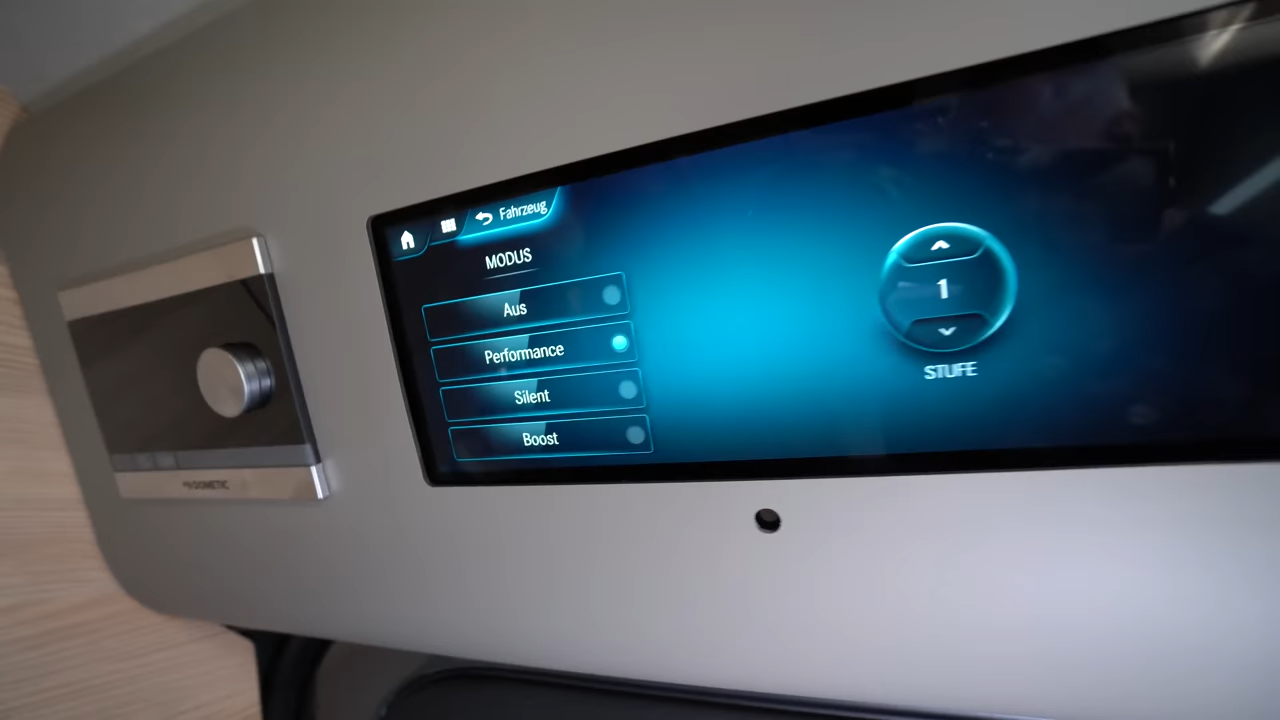 Fahrzeug
MODUS
Aus
Performance
Silent
Boost
1
STUFE
DOMETIC